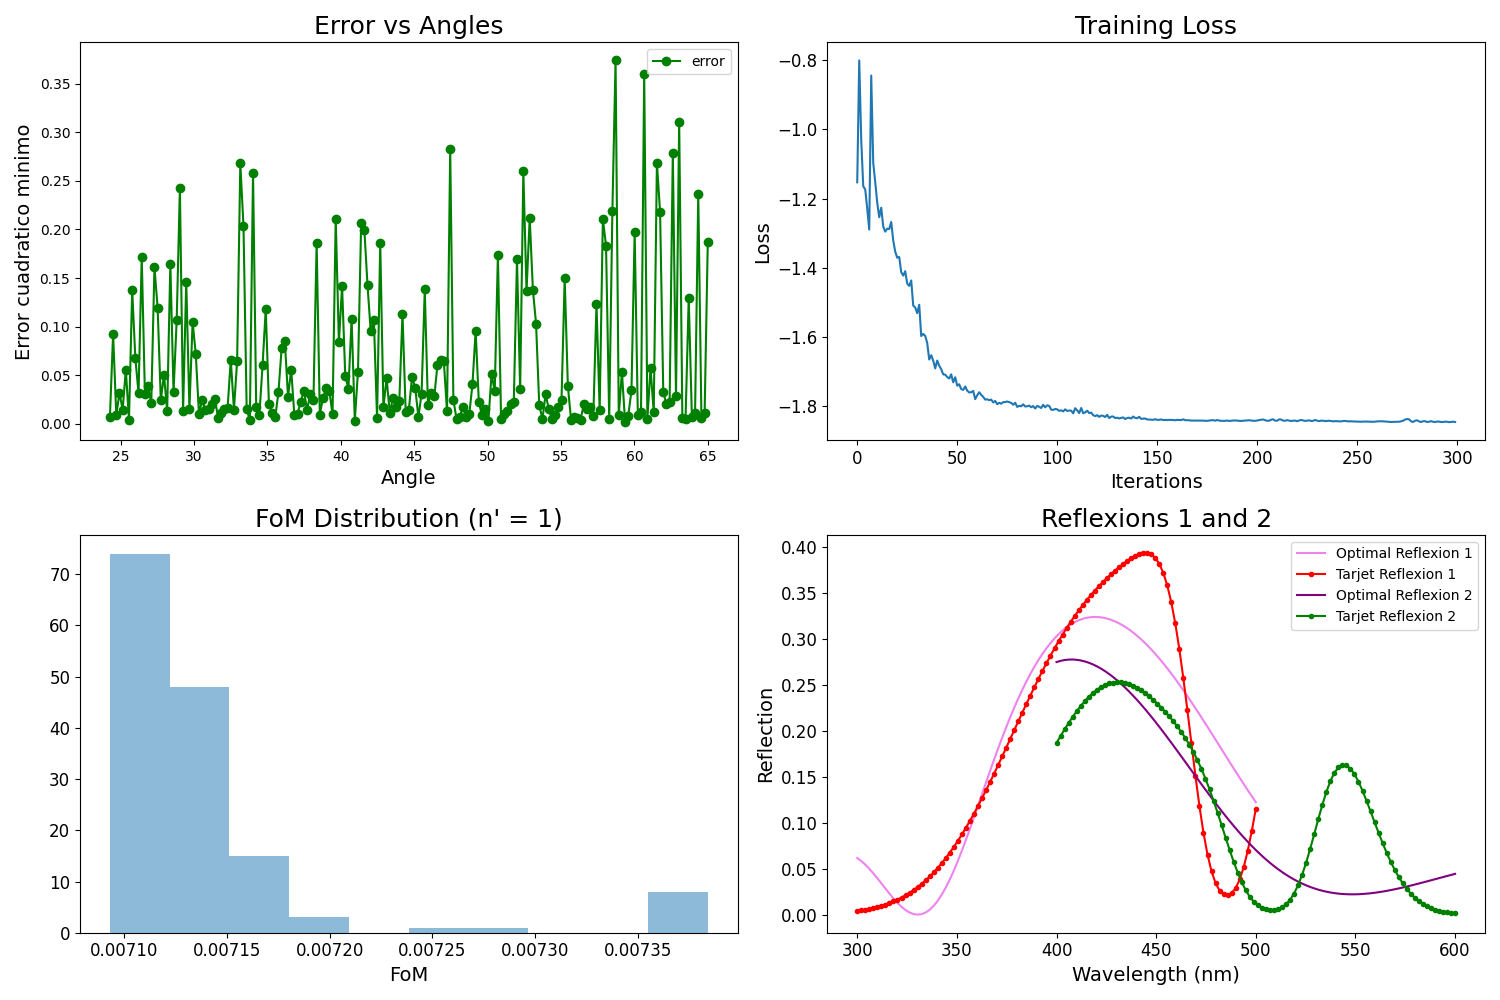 Error vs Angles
error
Error cuadratico minimo
0.35
0.30
0.25
0.20
0.15
0.10
0.05
0.00
25 30 35 40 45 50 55 60 65
Angle
Training Loss
Loss
−0.8
−1.0
−1.2
−1.4
−1.6
−1.8
0 50 100 150 200 250 300
Iterations
FoM Distribution (n' = 1)
70
60
50
40
30
20
10
0
0.00710 0.00715 0.00720 0.00725 0.00730 0.00735
FoM
Reflexions 1 and 2
Optimal Reflexion 1
Tarjet Reflexion 1
Optimal Reflexion 2
Tarjet Reflexion 2
Reflection
0.40
0.35
0.30
0.25
0.20
0.15
0.10
0.05
0.00
300 350 400 450 500 550 600
Wavelength (nm)